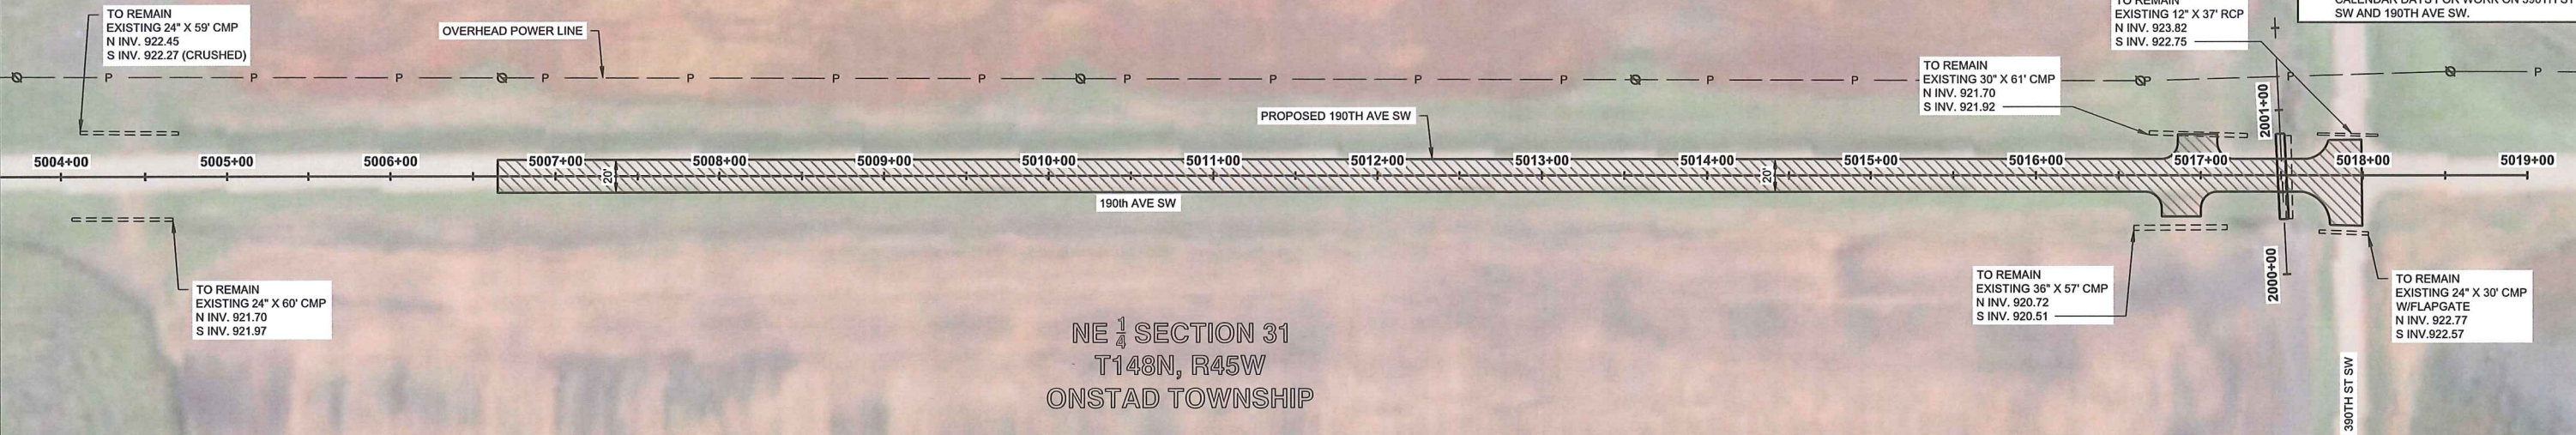 TO REMAIN
EXISTING 24" X 59' CMP
N INV. 922.45
S INV. 922.27 (CRUSHED)
OVERHEAD POWER LINE
TO REMAIN
EXISTING 12" X 37' RCP
N INV. 923.82
S INV. 922.75
SW AND 190TH AVE SW.
P P P P P P P P P P P P P P P P P
TO REMAIN
EXISTING 30" X 61' CMP
N INV. 921.70
S INV. 921.92
PROPOSED 190TH AVE SW
2001+00
5004+00 5005+00 5006+00 5007+00 5008+00 5009+00 5010+00 5011+00 5012+00 5013+00 5014+00 5015+00 5016+00 5017+00 5018+00 5019+00
20' 20'
190th AVE SW
2000+00
TO REMAIN
EXISTING 24" X 60' CMP
N INV. 921.70
S INV. 921.97
TO REMAIN
EXISTING 36" X 57' CMP
N INV. 920.72
S INV. 920.51
TO REMAIN
EXISTING 24" X 30' CMP
W/FLAPGATE
N INV. 922.77
S INV.922.57
NE 1/4 SECTION 31
T148N, R45W
ONSTAD TOWNSHIP
390TH ST SW